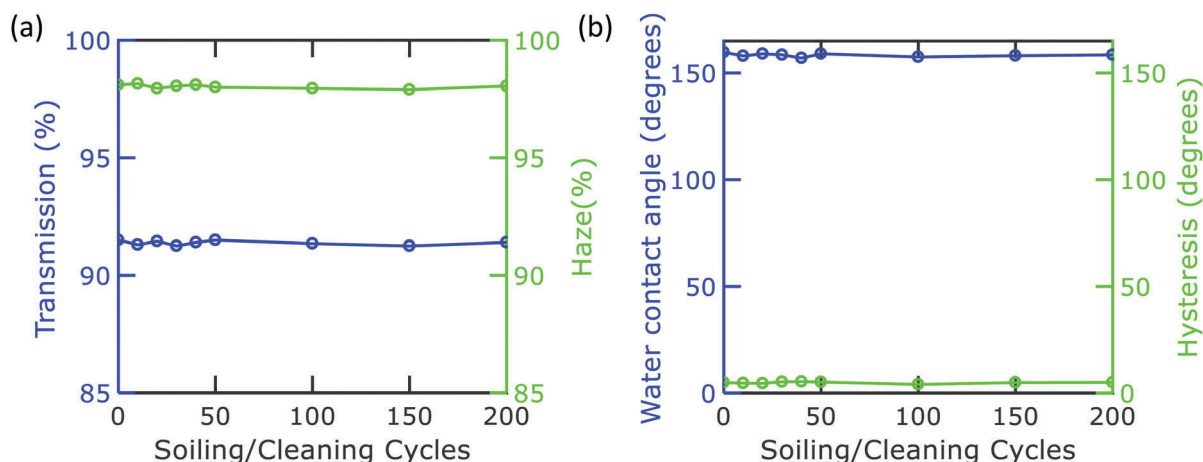 (a)
100
95
90
85
Transmission (%)
100
95
90
85
Haze(%)
0 50 100 150 200
Soiling/Cleaning Cycles
(b)
150
100
50
0
Water contact angle (degrees)
150
100
50
0
Hysteresis (degrees)
0 50 100 150 200
Soiling/Cleaning Cycles